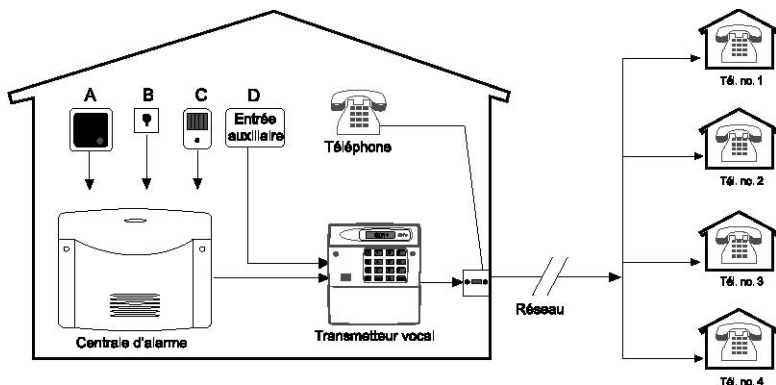 A B C D
Entrée
auxiliaire
Téléphone
Centrale d'alarme
Transmetteur vocal
Réseau
Tél. no. 1
Tél. no. 2
Tél. no. 3
Tél. no. 4